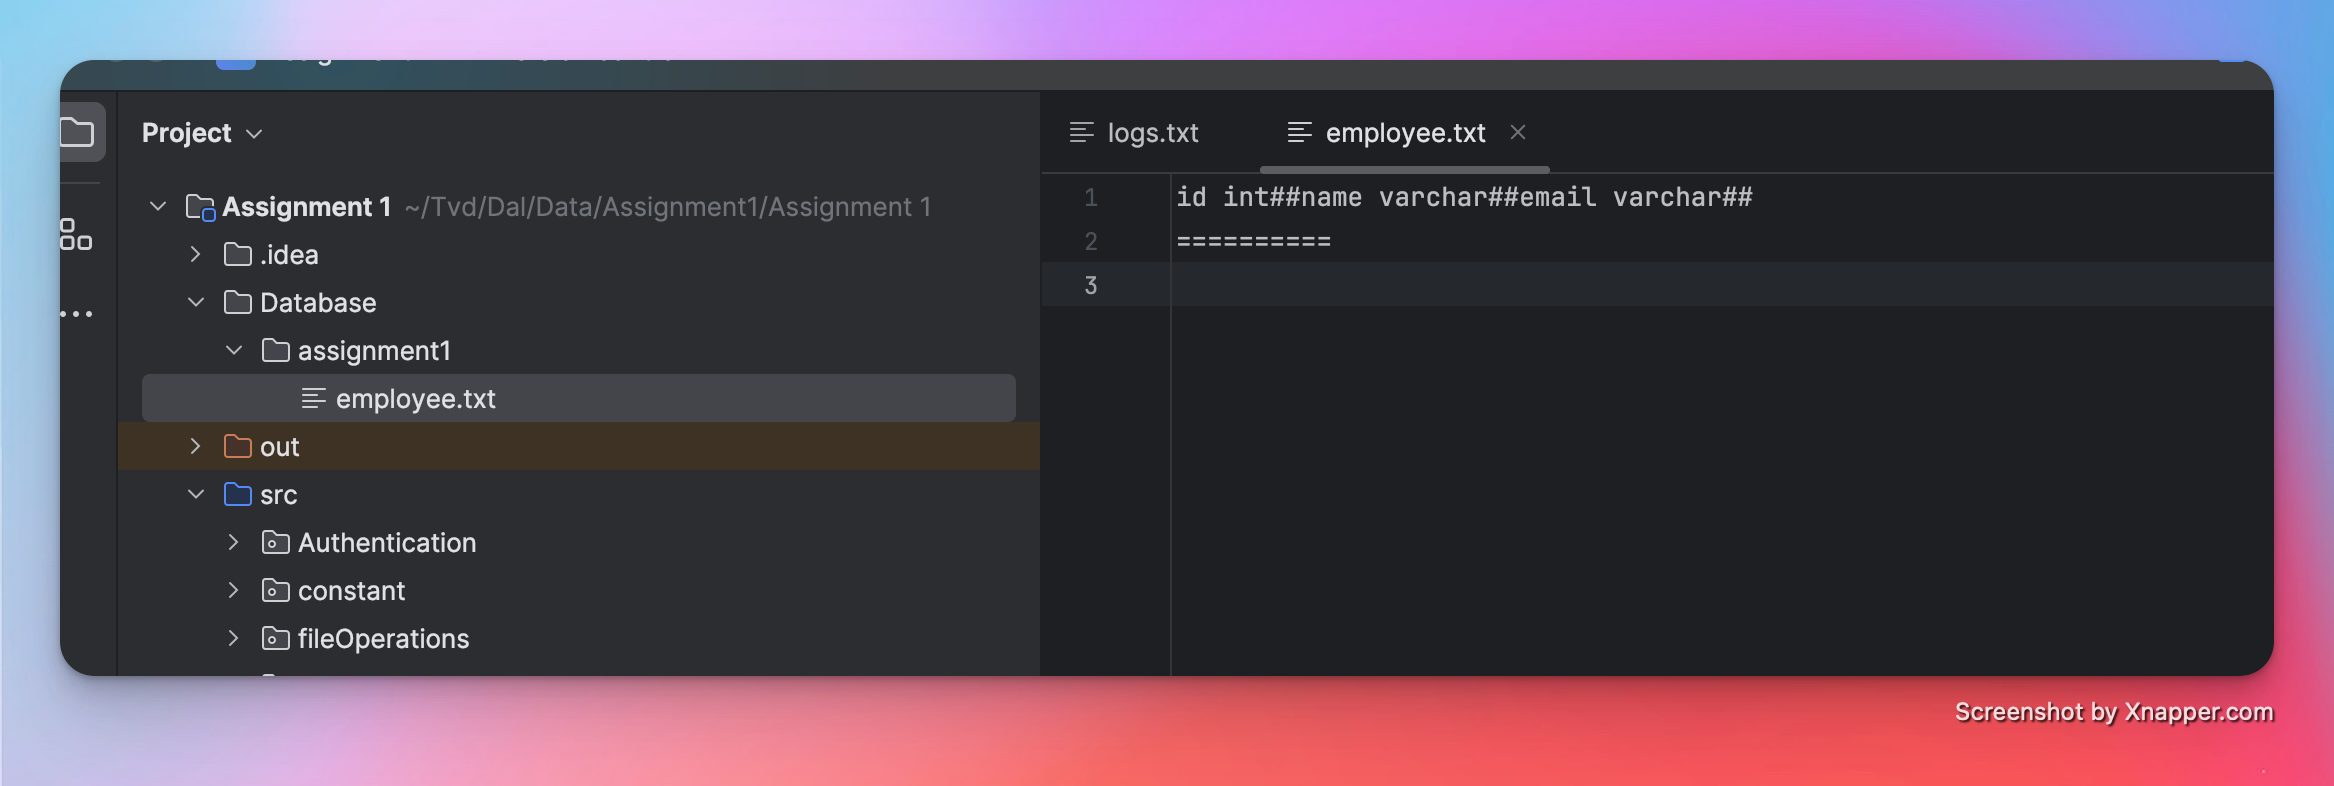 Project
Assignment 1 ~/Tvd/Dal/Data/Assignment1/Assignment 1
.idea
Database
assignment1
employee.txt
out
src
Authentication
constant
fileOperations
logs.txt
employee.txt
1 id int##name varchar##email varchar##
2 ==========
3
Screenshot by Xnapper.com